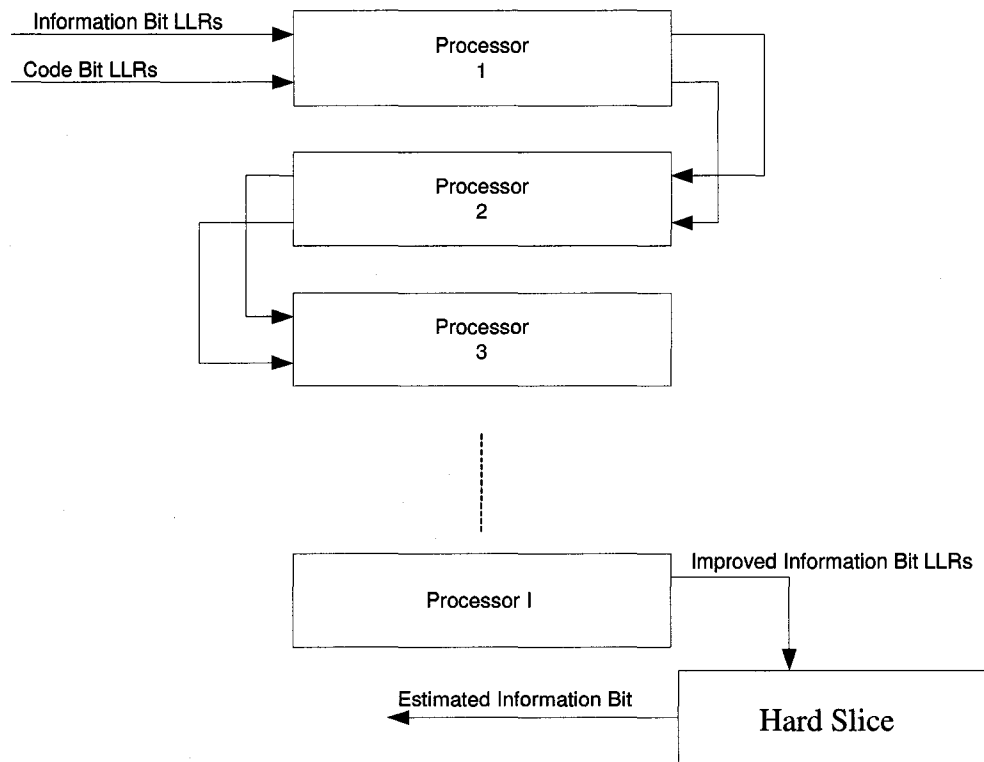 Information Bit LLRs
Code Bit LLRs
Processor
1
Processor
2
Processor
3
Processor I
Improved Information Bit LLRs
Estimated Information Bit
Hard Slice